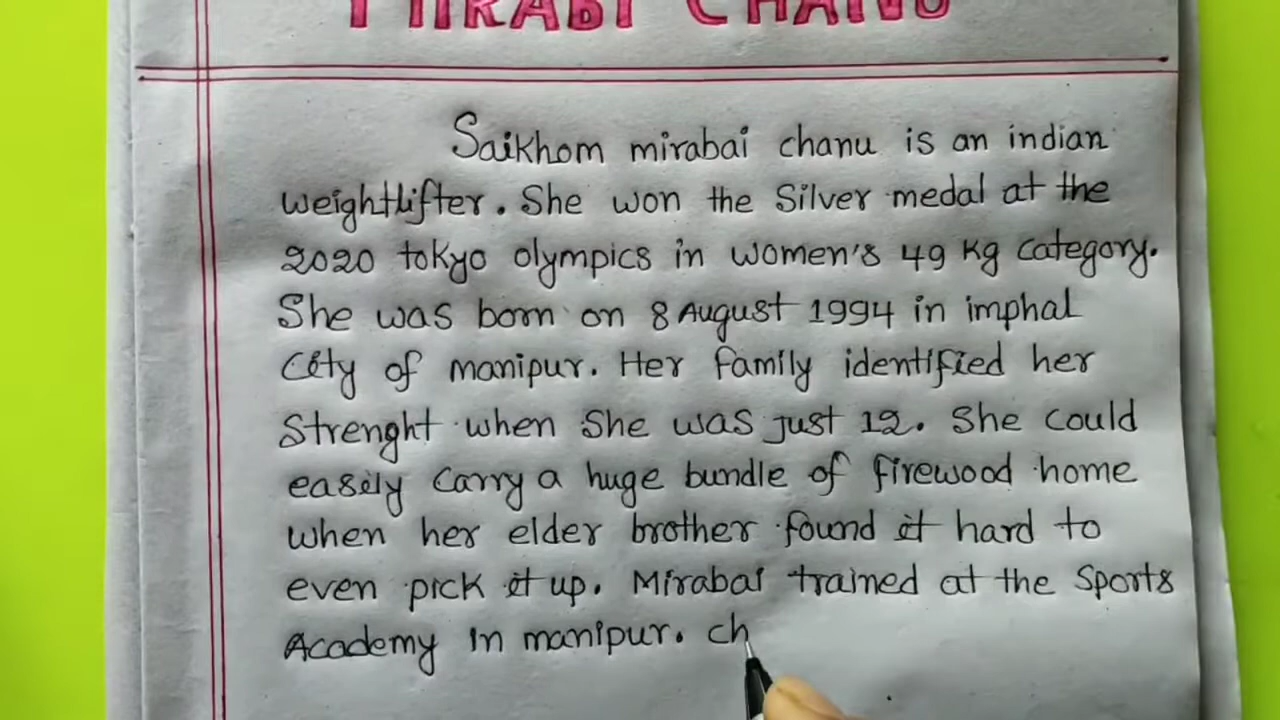 MIRABI CHANU
Saikhom mirabai chanu is an indian
weightlifter. She won the Silver medal at the
2020 tokyo olympics in women's 49 kg category.
She was born on 8 August 1994 in imphal
City of manipur. Her family identified her
Strenght when She was just 12. She could
easily carry a huge bundle of firewood home
when her elder brother found it hard to
even pick it up. Mirabai trained at the Sports
Academy in manipur. ch